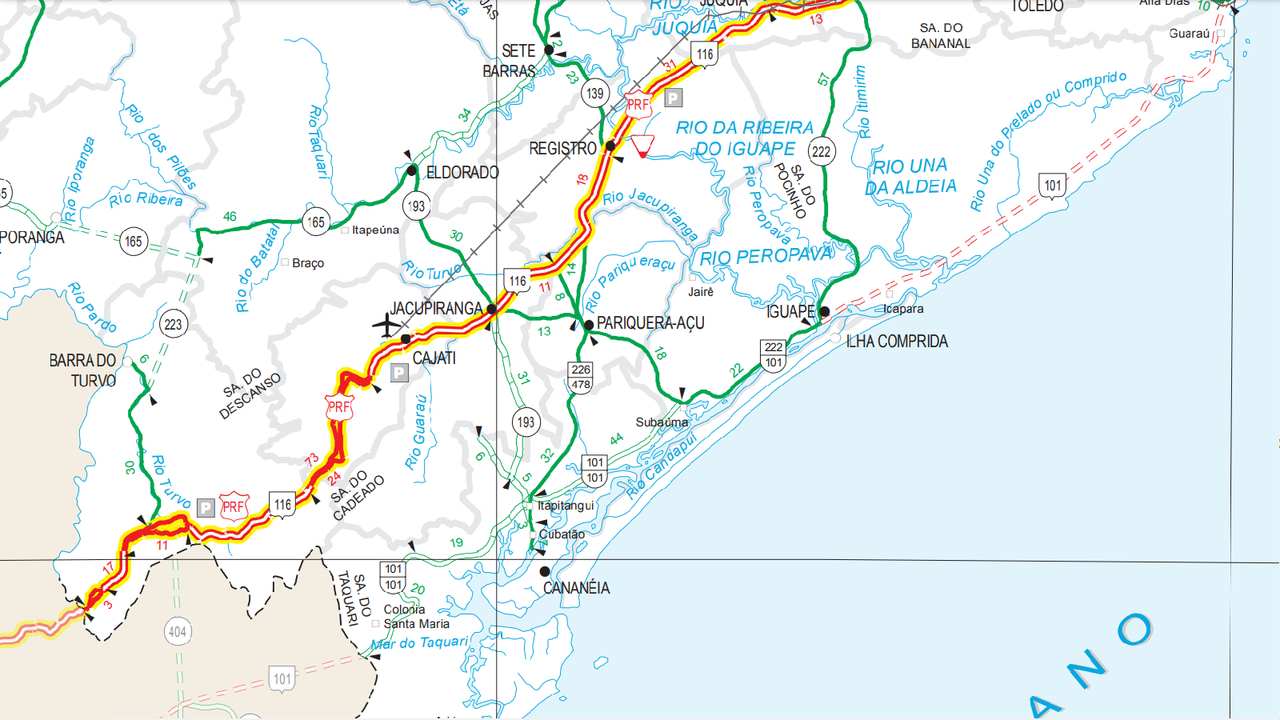 Etá
RIO
JUQUIÁ
JUQUIÁ
TOLEDO
13
10
Guaraú
SA. DO
BANANAL
SETE
BARRAS
2
23
116
31
139
PRF
P
57
Rio Itimirim
Rio Una do Prelado ou Comprido
34
Rio dos Pilões
Rio Taquari
Rio Iporanga
RIO DA RIBEIRA
DO IGUAPE
REGISTRO
222
SA. DO
POCINHO
RIO UNA
DA ALDEIA
101
ELDORADO
18
Rio Peropava
Rio Ribeira
46
165
193
Rio Jacupiranga
Itapeúna
165
30
Rio do Batatal
Braço
Rio Turvo
14
Rio Pariqueraçu
RIO PEROPAVA
116
11
8
Jairê
Rio Pardo
JACUPIRANGA
13
PARIQUERA-AÇU
IGUAPE
Icapara
223
CAJATI
ILHA COMPRIDA
BARRA DO
TURVO
6
SA. DO
DESCANSO
P
18
222
101
22
226
478
31
PRF
Rio Guaraú
193
Subaúma
44
6
73
24
32
101
101
Rio Candapuí
30
Rio Turvo
SA. DO
CADEADO
5
P
PRF
116
Itapitangui
3
Cubatão
11
19
17
101
101
20
CANANÉIA
3
SA. DO
TAQUARI
Colonia
Santa Maria
404
Mar do Taquari
101
A N O